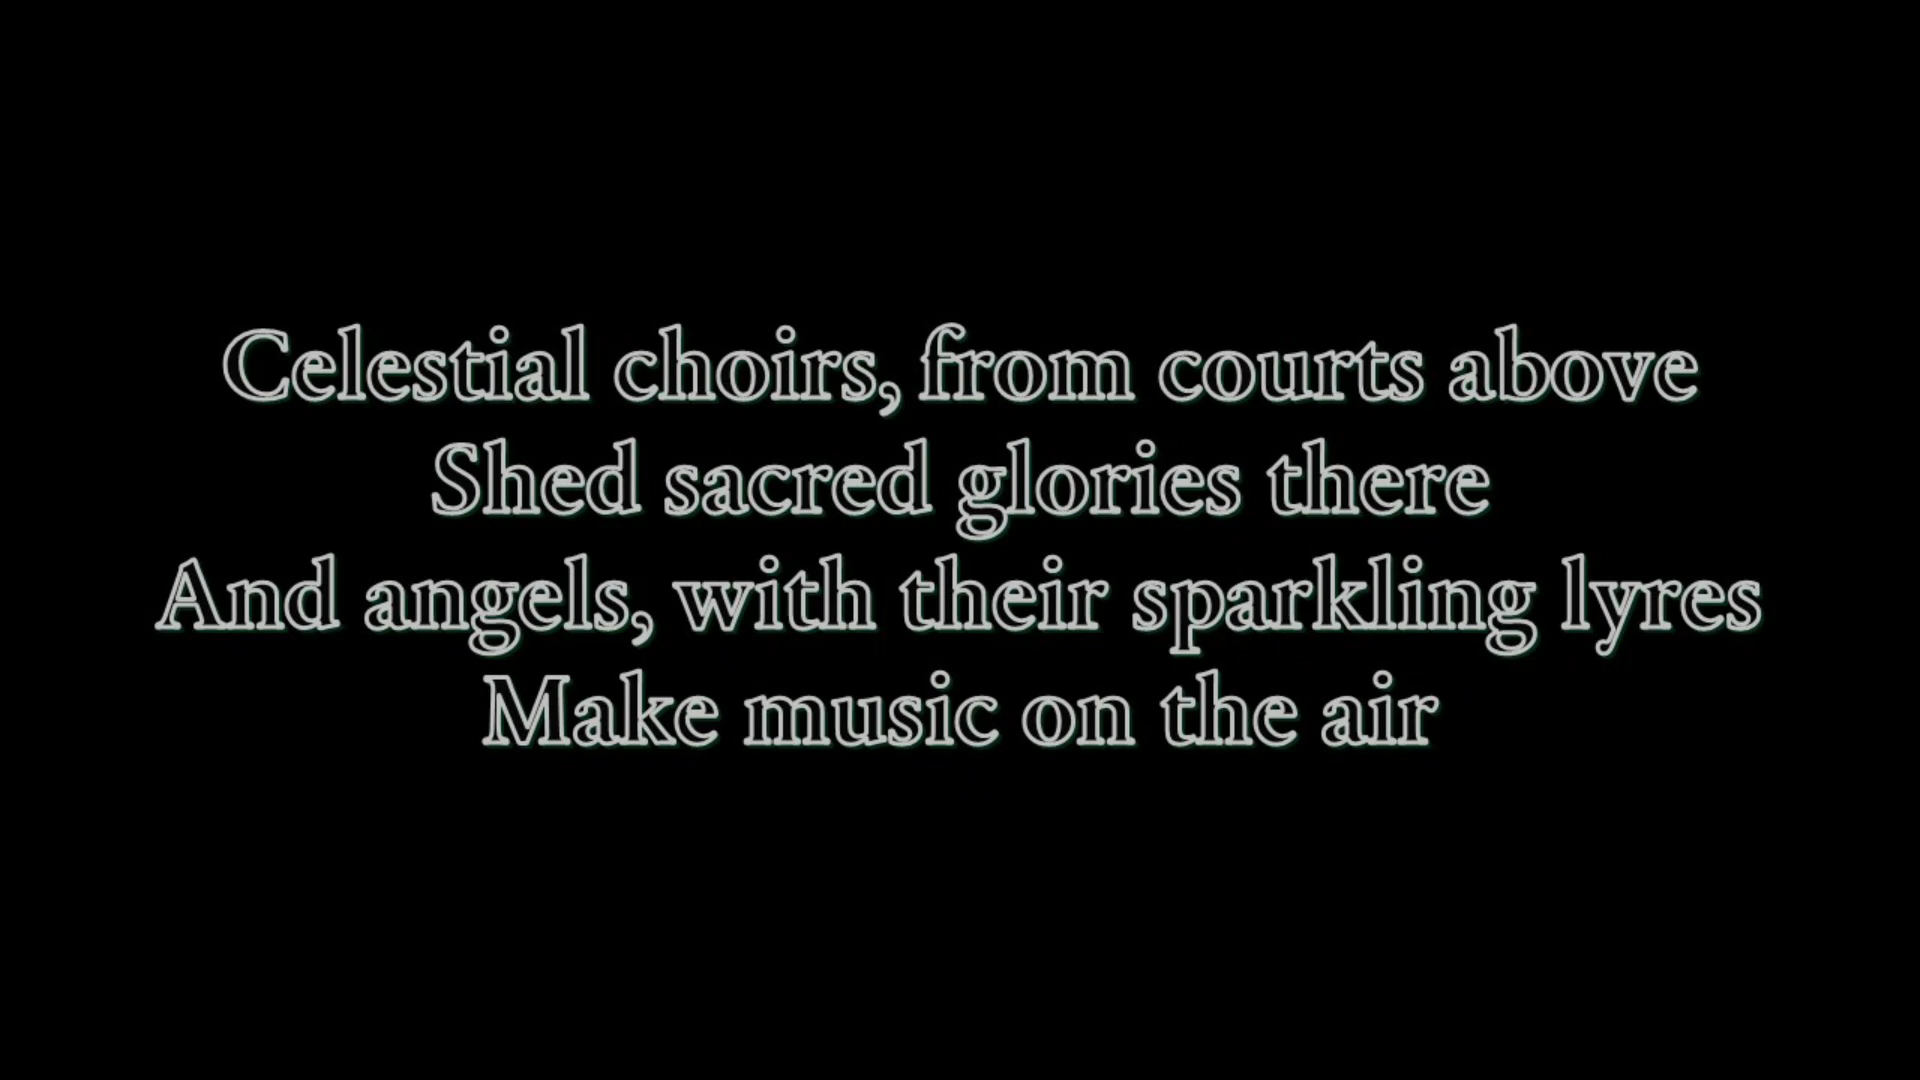 Celestial choirs, from courts above
Shed sacred glories there
And angels, with their sparkling lyres
Make music on the air